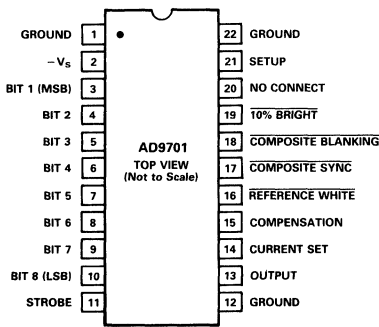 GROUND 1 22 GROUND
–VS 2 21 SETUP
BIT 1 (MSB) 3 20 NO CONNECT
BIT 2 4 19 10% BRIGHT
BIT 3 5 18 COMPOSITE BLANKING
AD9701
TOP VIEW
(Not to Scale)
BIT 4 6 17 COMPOSITE SYNC
BIT 5 7 16 REFERENCE WHITE
BIT 6 8 15 COMPENSATION
BIT 7 9 14 CURRENT SET
BIT 8 (LSB) 10 13 OUTPUT
STROBE 11 12 GROUND